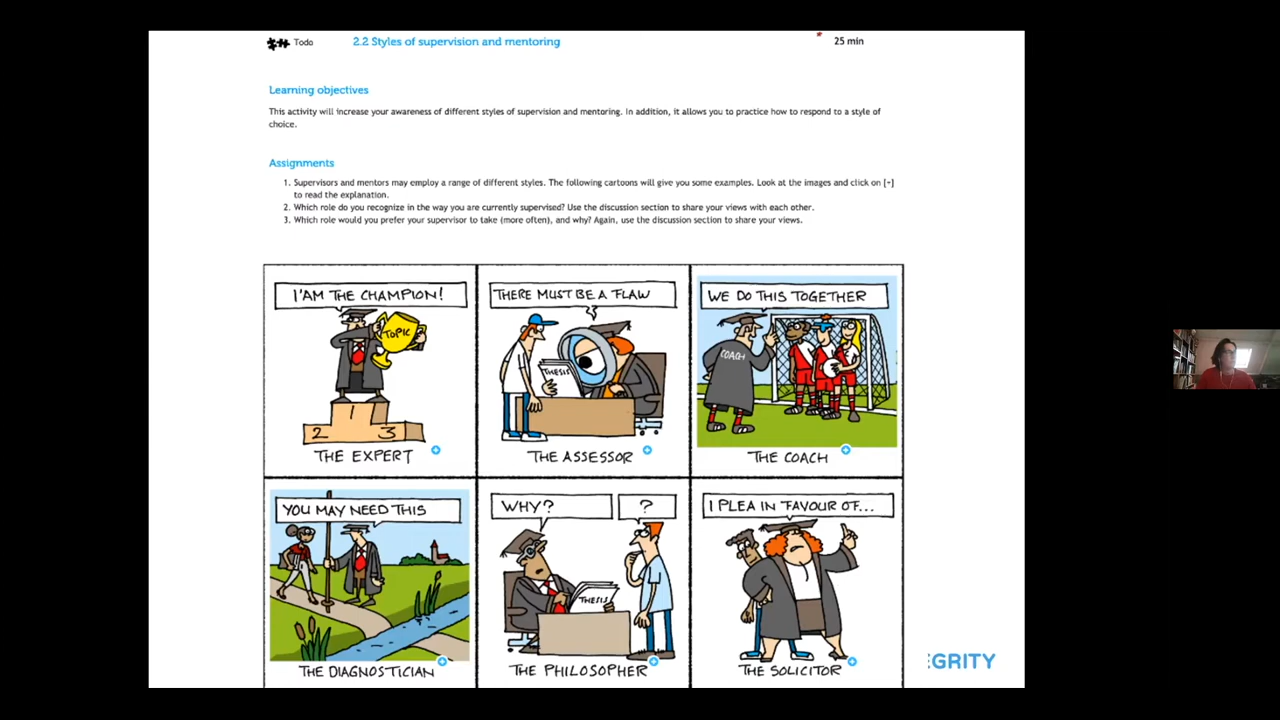 Todo
2.2 Styles of supervision and mentoring
25 min
Learning objectives
This activity will increase your awareness of different styles of supervision and mentoring. In addition, it allows you to practice how to respond to a style of
choice.
Assignments
1. Supervisors and mentors may employ a range of different styles. The following cartoons will give you some examples. Look at the images and click on [+]
to read the explanation.
2. Which role do you recognize in the way you are currently supervised? Use the discussion section to share your views with each other.
3. Which role would you prefer your supervisor to take (more often), and why? Again, use the discussion section to share your views.
I'AM THE CHAMPION!
TOPIC
1
2 3
THE EXPERT
THERE MUST BE A FLAW
THESIS
THE ASSESSOR
WE DO THIS TOGETHER
COACH
THE COACH
YOU MAY NEED THIS
THE DIAGNOSTICIAN
WHY?
?
THESIS
THE PHILOSOPHER
I PLEA IN FAVOUR OF...
THE SOLICITOR
EGRITY